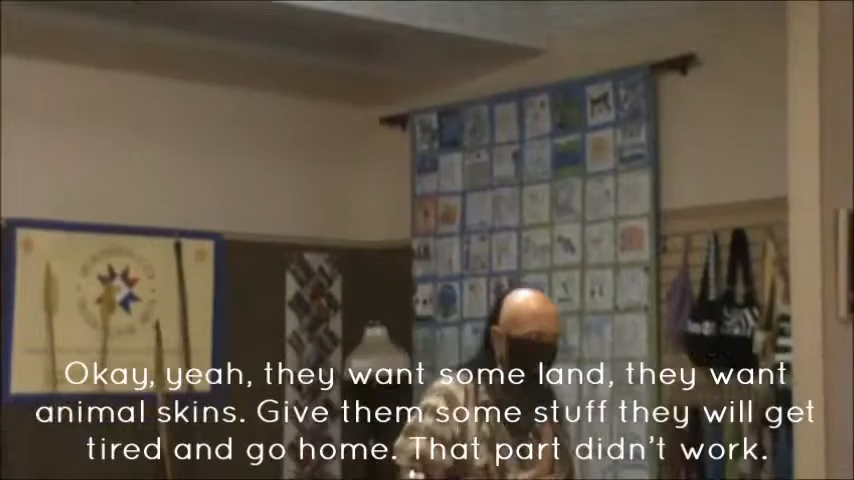 Okay, yeah, they want some land, they want
animal skins. Give them some stuff they will get
tired and go home. That part didn't work.